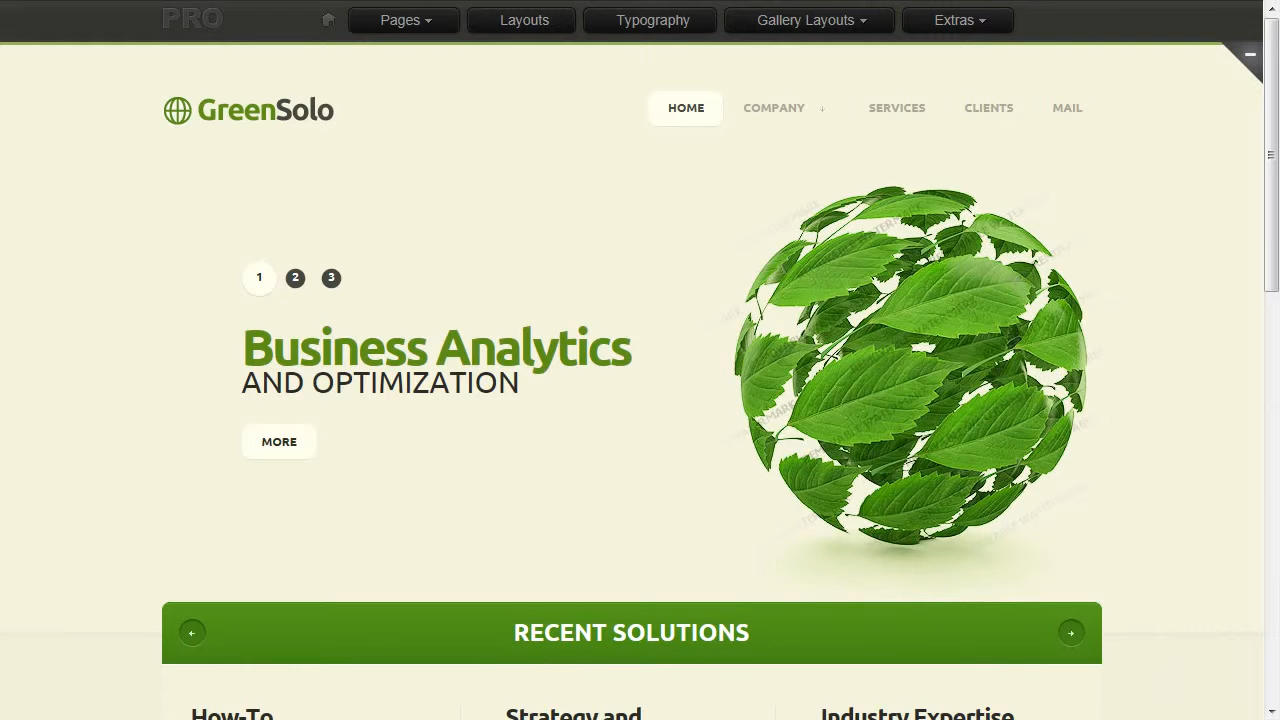 PRO
Pages
Layouts
Typography
Gallery Layouts
Extras
GreenSolo
HOME
COMPANY
SERVICES
CLIENTS
MAIL
1
2
3
Business Analytics
AND OPTIMIZATION
MORE
RECENT SOLUTIONS
How-To
Strategy and
Industry Expertise